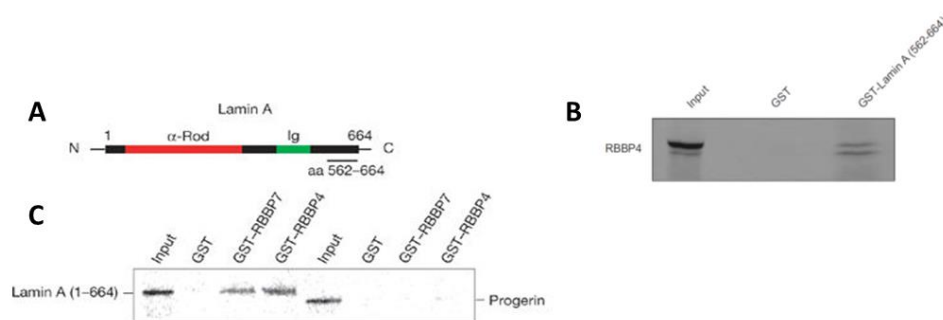 A
Lamin A
1 α-Rod Ig 664
N C
aa 562–664
B
Input GST GST-Lamin A (562-664)
RBBP4
C
Input GST GST–RBBP7 GST–RBBP4 Input GST GST–RBBP7 GST–RBBP4
Lamin A (1–664)
Progerin